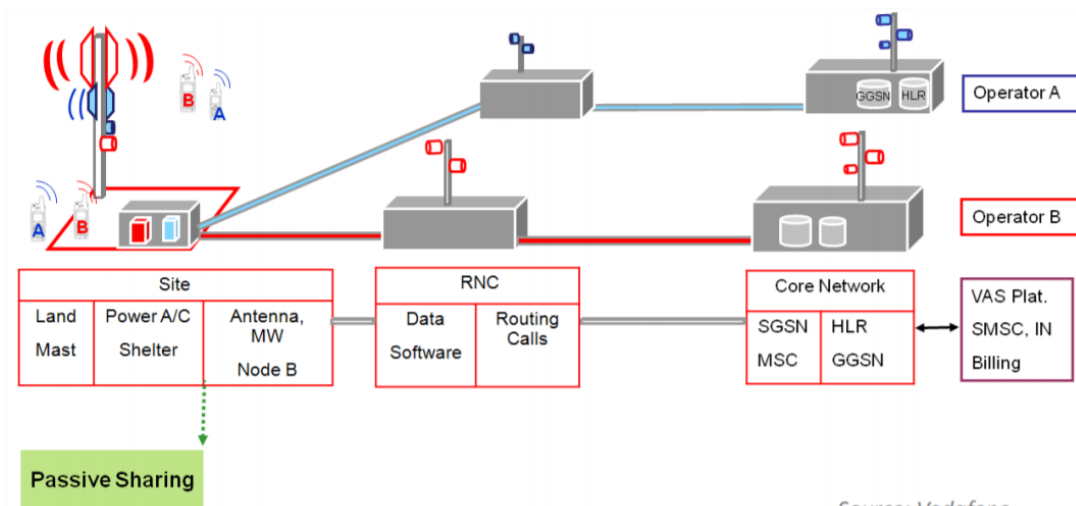 B
A
GGSN
HLR
Operator A
A
B
Operator B
Site
Land
Mast
Power A/C
Shelter
Antenna,
MW
Node B
RNC
Data
Software
Routing
Calls
Core Network
SGSN
MSC
HLR
GGSN
VAS Plat.
SMSC, IN
Billing
Passive Sharing